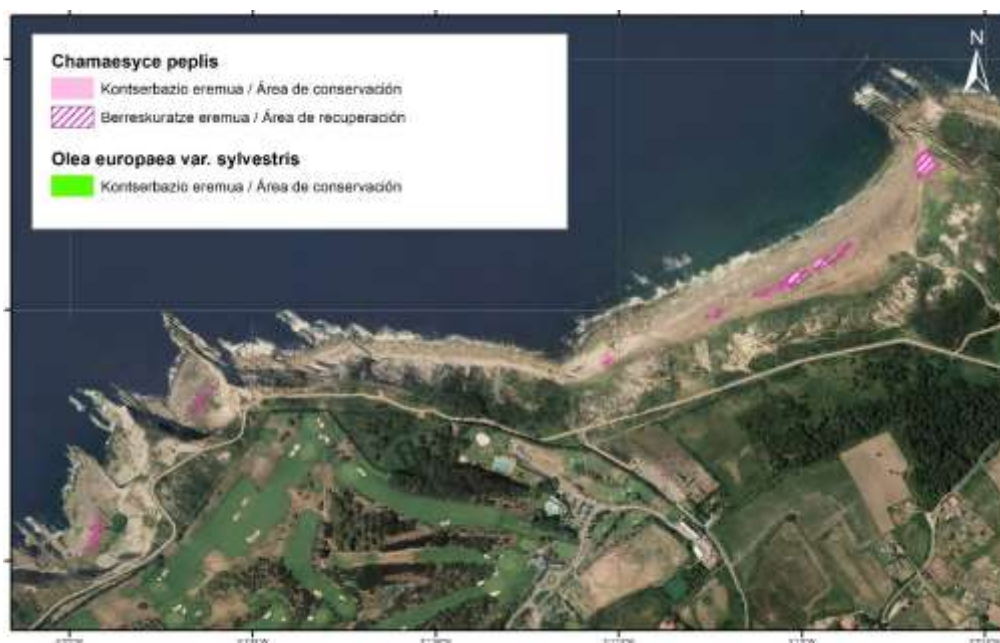 Chamaesyce peplis
Kontserbazio eremua / Área de conservación
Berreskuratze eremua / Área de recuperación
Olea europaea var. sylvestris
Kontserbazio eremua / Área de conservación
N